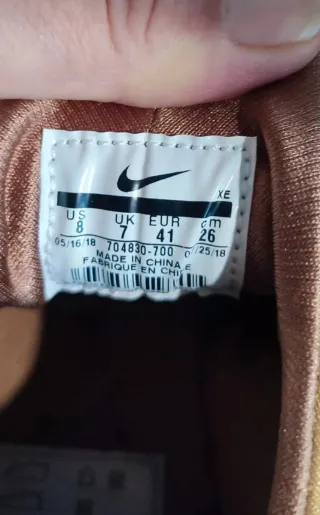 XE
US UK EUR cm
8 7 41 26
05/16/18 704830-700 07/25/18
MADE IN CHINA
FABRIQUE EN CHINE